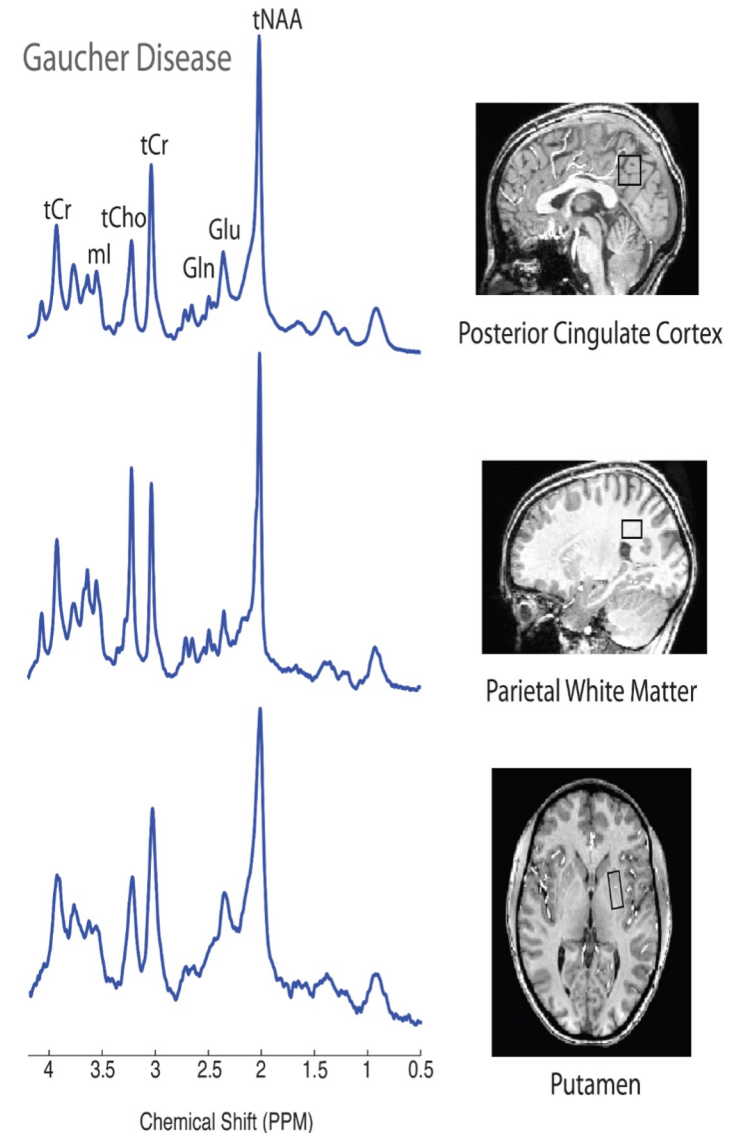 tNAA
Gaucher Disease
tCr
tCr
tCho
Glu
mI
Gln
Posterior Cingulate Cortex
Parietal White Matter
4 3.5 3 2.5 2 1.5 1 0.5
Putamen
Chemical Shift (PPM)